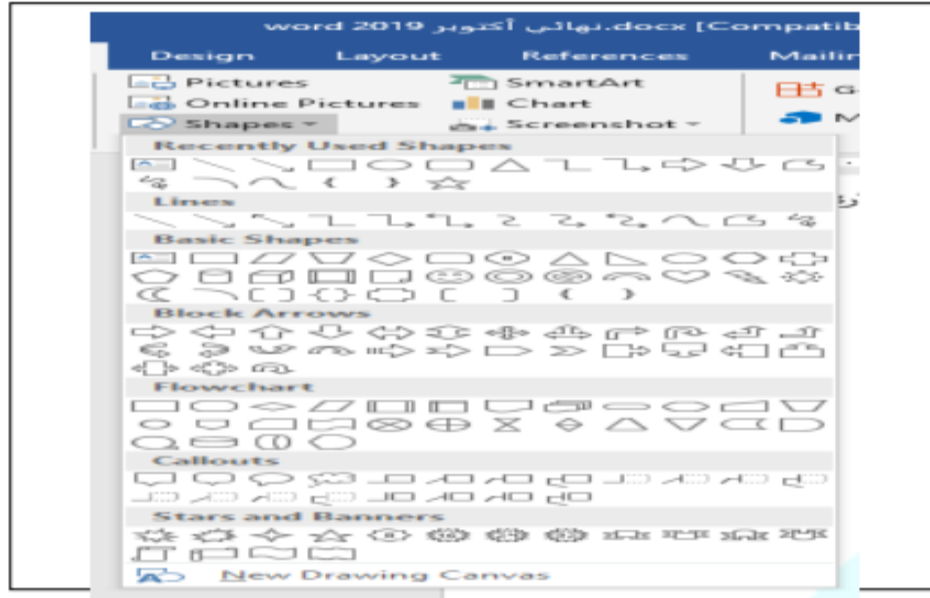 word 2019 نهائي أكتوبر.docx [Compatib
Design Layout References Mailin
Pictures SmartArt
Online Pictures Chart G
Shapes Screenshot M
Recently Used Shapes
Lines
Basic Shapes
Block Arrows
Flowchart
Callouts
Stars and Banners
New Drawing Canvas